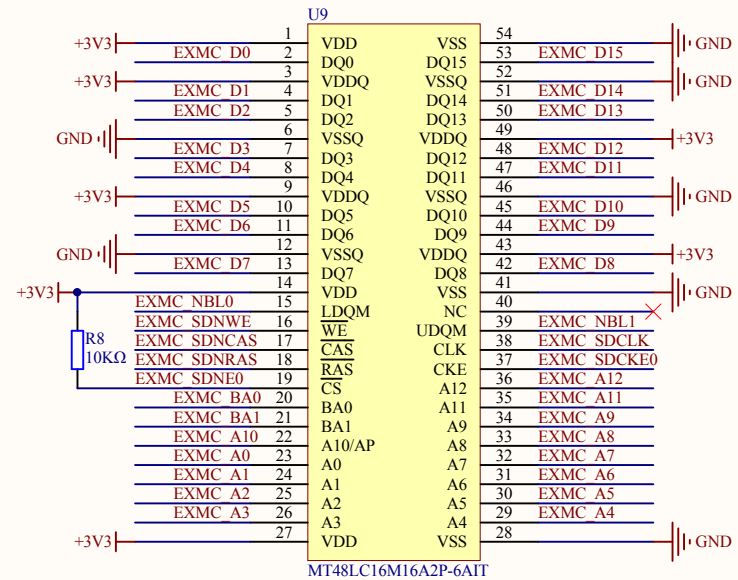 U9
+3V3 1 VDD VSS 54 GND
EXMC_D0 2 DQ0 DQ15 53 EXMC_D15
+3V3 3 VDDQ VSSQ 52 GND
EXMC_D1 4 DQ1 DQ14 51 EXMC_D14
EXMC_D2 5 DQ2 DQ13 50 EXMC_D13
GND 6 VSSQ VDDQ 49 +3V3
EXMC_D3 7 DQ3 DQ12 48 EXMC_D12
EXMC_D4 8 DQ4 DQ11 47 EXMC_D11
+3V3 9 VDDQ VSSQ 46 GND
EXMC_D5 10 DQ5 DQ10 45 EXMC_D10
EXMC_D6 11 DQ6 DQ9 44 EXMC_D9
GND 12 VSSQ VDDQ 43 +3V3
EXMC_D7 13 DQ7 DQ8 42 EXMC_D8
+3V3 14 VDD VSS 41 GND
EXMC_NBL0 15 LDQM NC 40
EXMC_SDNWE 16 WE UDQM 39 EXMC_NBL1
R8 EXMC_SDNCAS 17 CAS CLK 38 EXMC_SDCLK
10KΩ EXMC_SDNRAS 18 RAS CKE 37 EXMC_SDCKE0
EXMC_SDNE0 19 CS A12 36 EXMC_A12
EXMC_BA0 20 BA0 A11 35 EXMC_A11
EXMC_BA1 21 BA1 A9 34 EXMC_A9
EXMC_A10 22 A10/AP A8 33 EXMC_A8
EXMC_A0 23 A0 A7 32 EXMC_A7
EXMC_A1 24 A1 A6 31 EXMC_A6
EXMC_A2 25 A2 A5 30 EXMC_A5
EXMC_A3 26 A3 A4 29 EXMC_A4
+3V3 27 VDD VSS 28 GND
MT48LC16M16A2P-6AIT